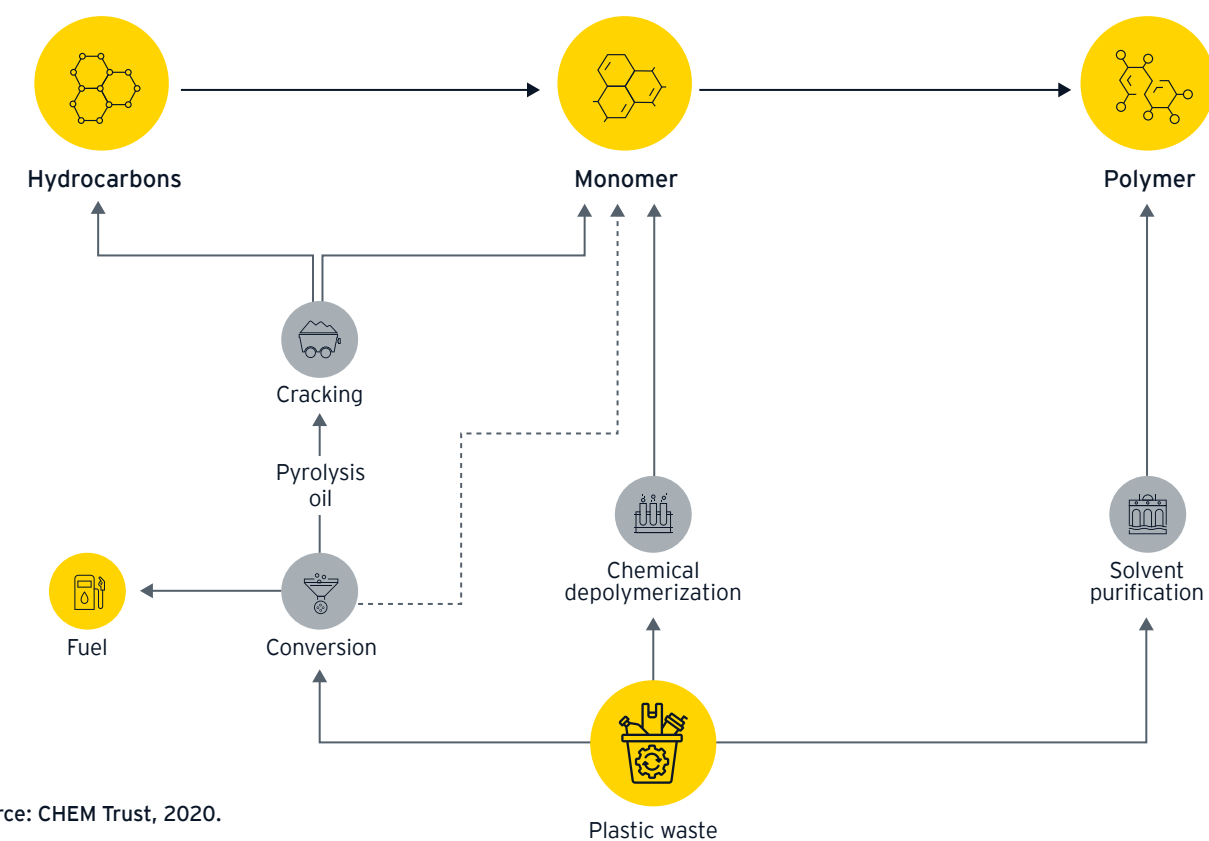 Hydrocarbons
Monomer
Polymer
Cracking
Pyrolysis
oil
Chemical
depolymerization
Solvent
purification
Fuel
Conversion
rce: CHEM Trust, 2020.
Plastic waste